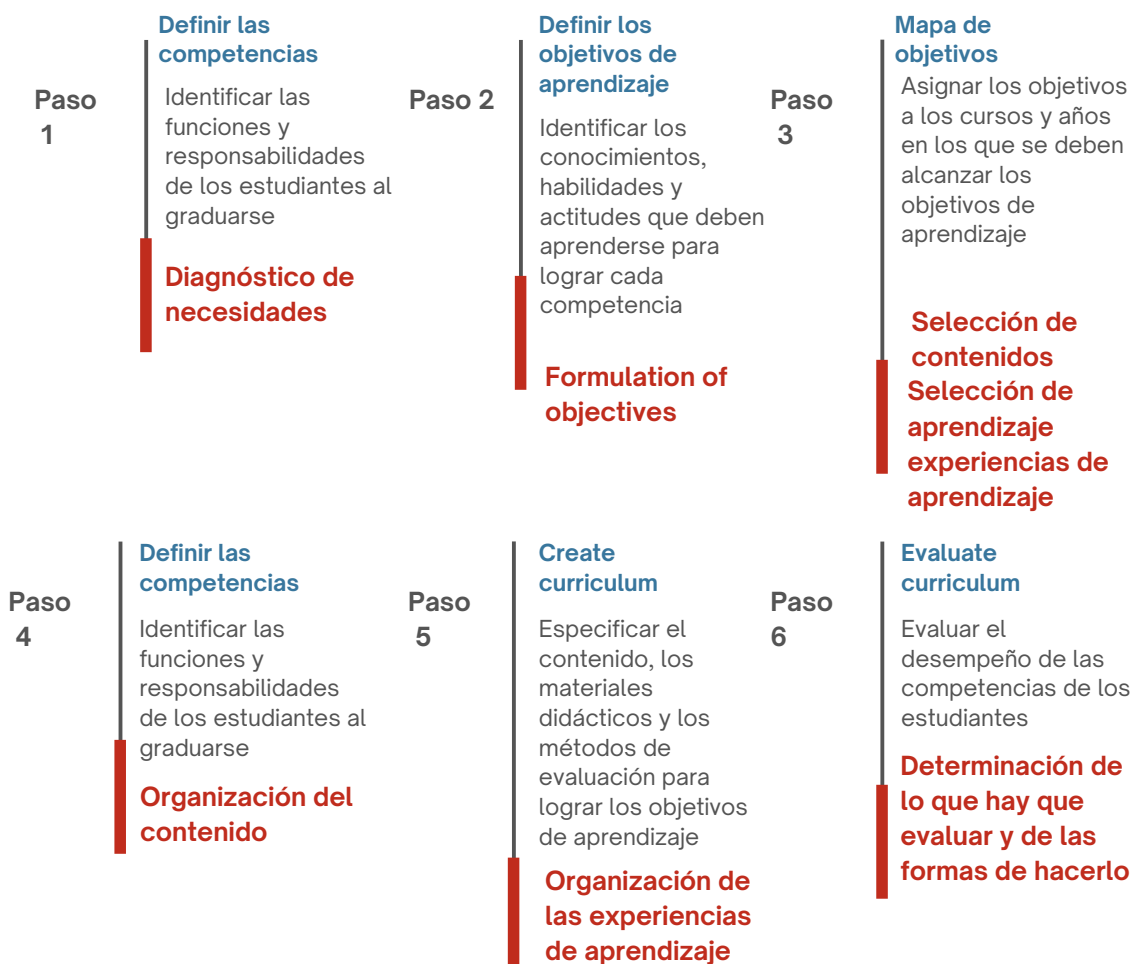 Paso
1
Definir las
competencias
Identificar las
funciones y
responsabilidades
de los estudiantes al
graduarse
Diagnóstico de
necesidades
Paso 2
Definir los
objetivos de
aprendizaje
Identificar los
conocimientos,
habilidades y
actitudes que deben
aprenderse para
lograr cada
competencia
Formulation of
objectives
Paso
3
Mapa de
objetivos
Asignar los objetivos
a los cursos y años
en los que se deben
alcanzar los
objetivos de
aprendizaje
Selección de
contenidos
Selección de
aprendizaje
experiencias de
aprendizaje
Paso
4
Definir las
competencias
Identificar las
funciones y
responsabilidades
de los estudiantes al
graduarse
Organización del
contenido
Paso
5
Create
curriculum
Especificar el
contenido, los
materiales
didácticos y los
métodos de
evaluación para
lograr los objetivos
de aprendizaje
Organización de
las experiencias
de aprendizaje
Paso
6
Evaluate
curriculum
Evaluar el
desempeño de las
competencias de los
estudiantes
Determinación de
lo que hay que
evaluar y de las
formas de hacerlo